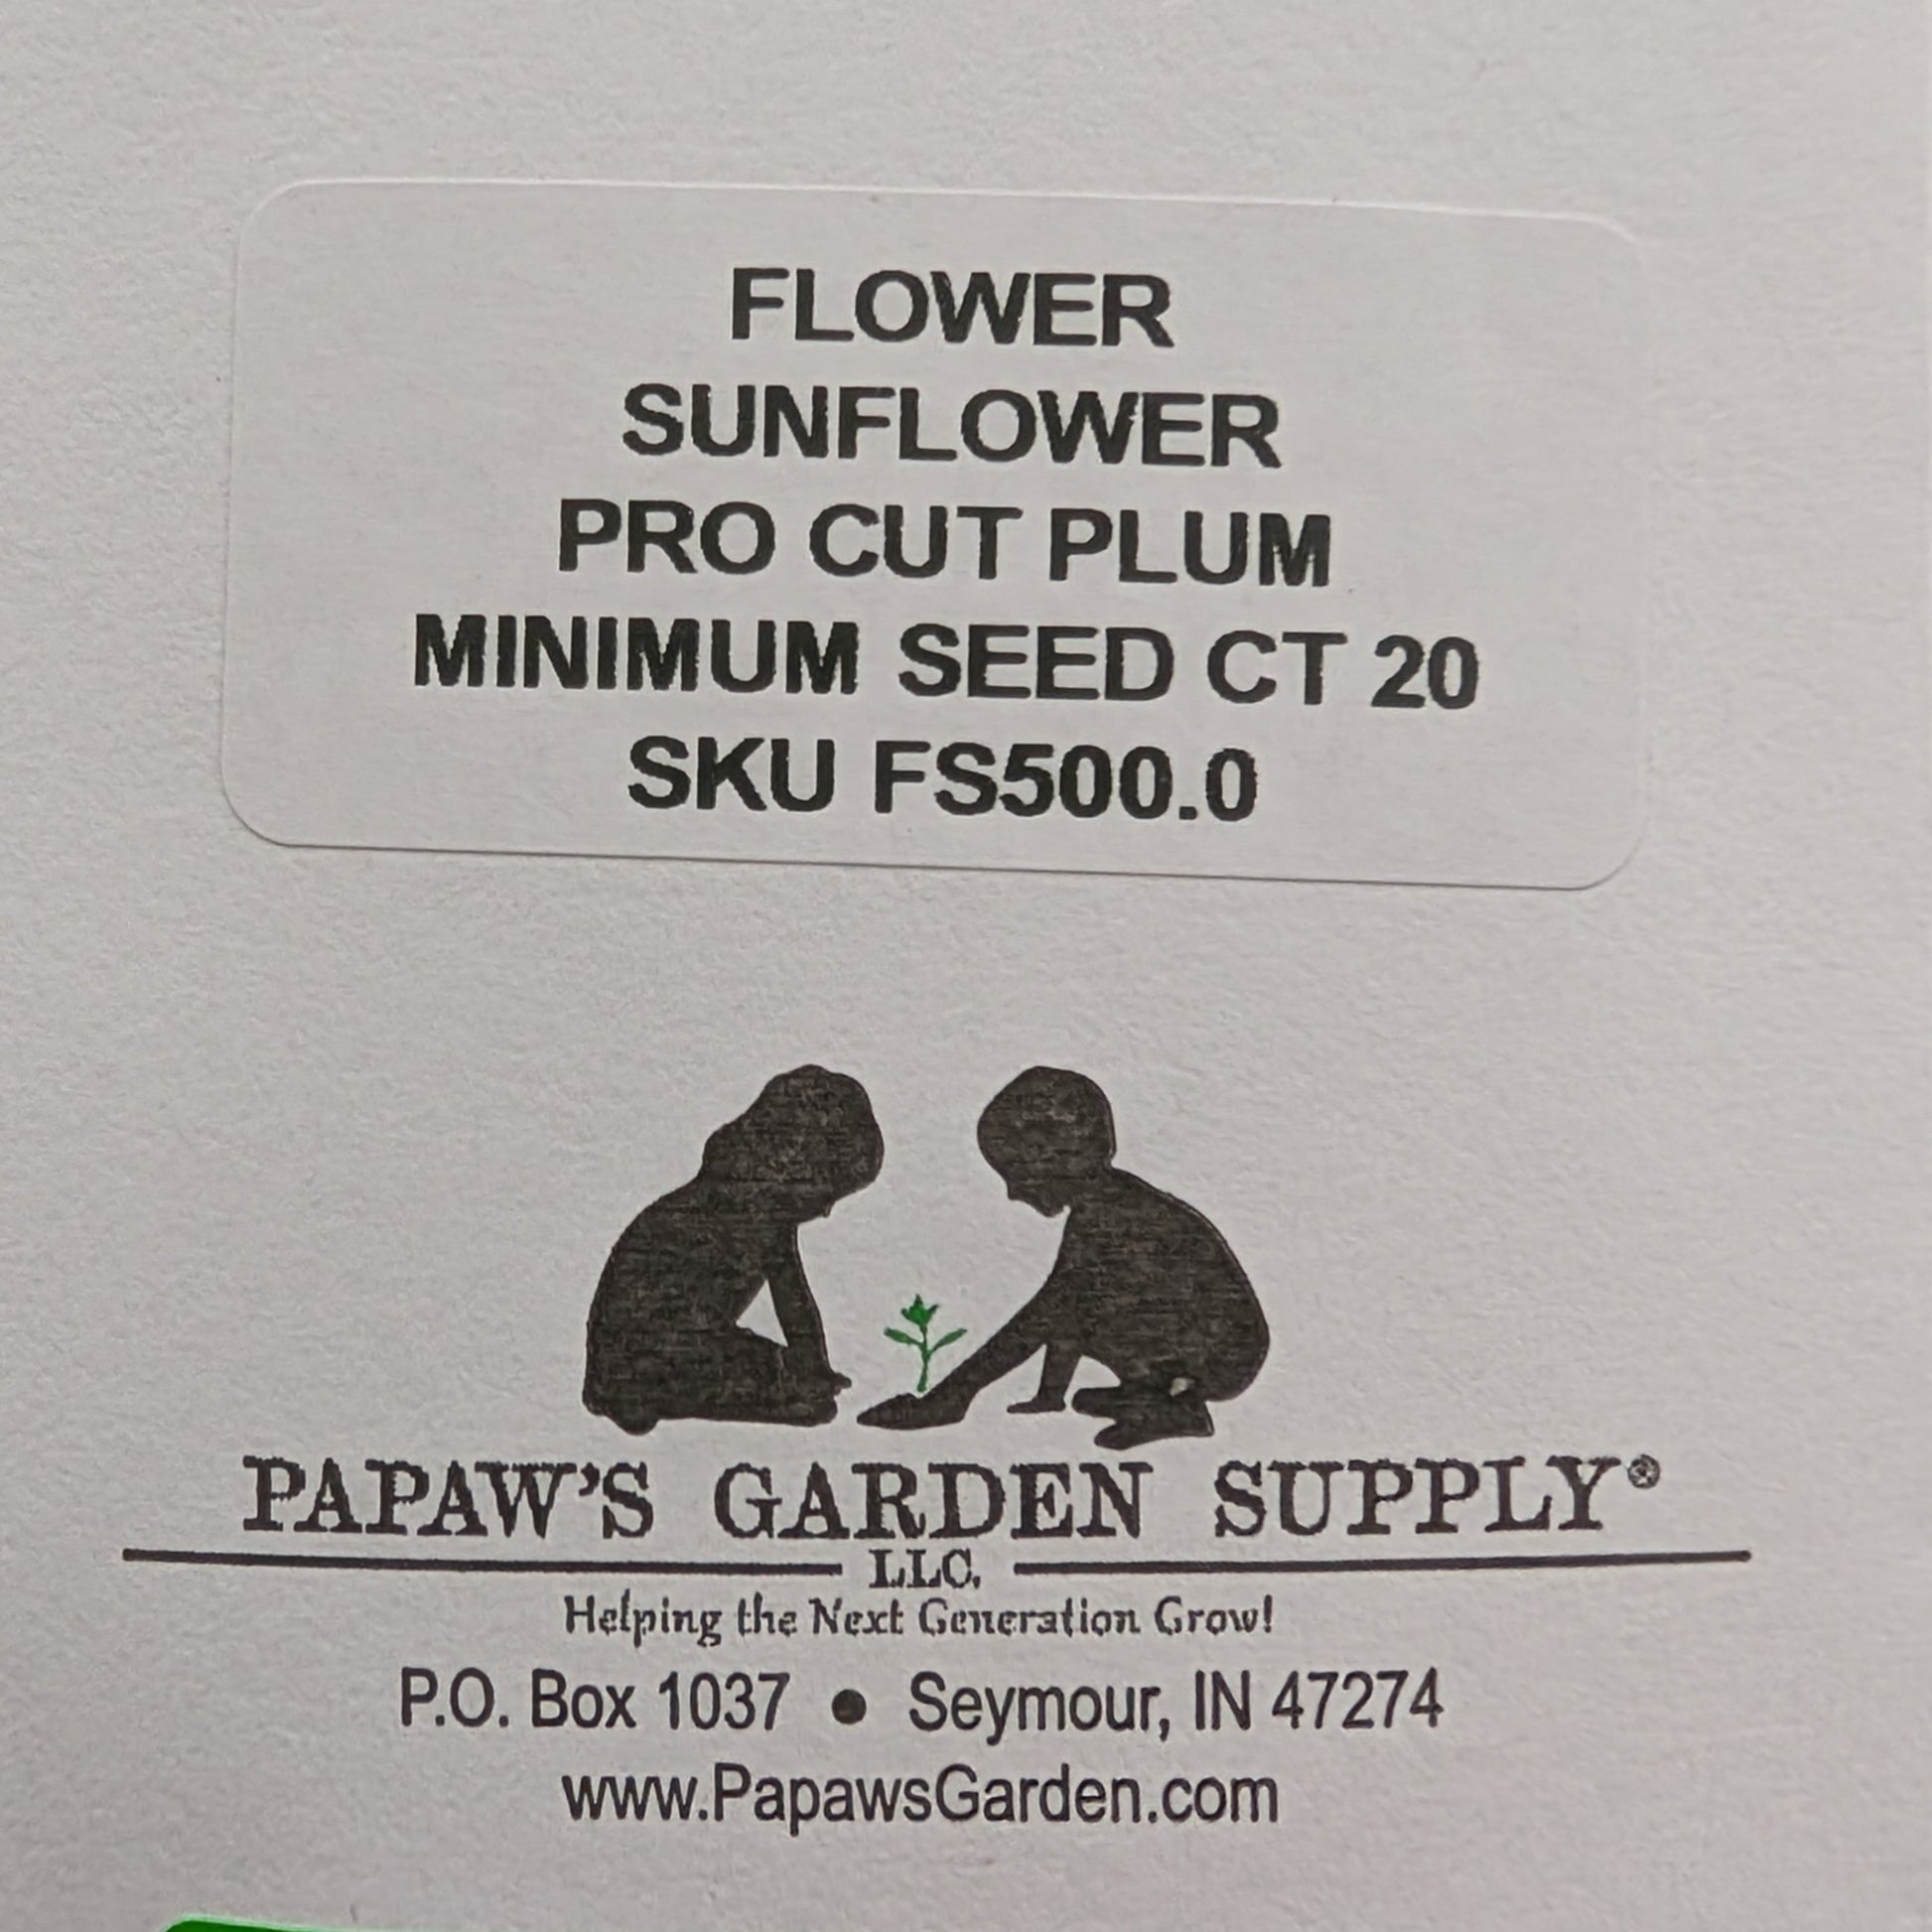 FLOWER
SUNFLOWER
PRO CUT PLUM
MINIMUM SEED CT 20
SKU FS500.0
PAPAW'S GARDEN SUPPLY®
LLC.
Helping the Next Generation Grow!
P.O. Box 1037 • Seymour, IN 47274
www.PapawsGarden.com